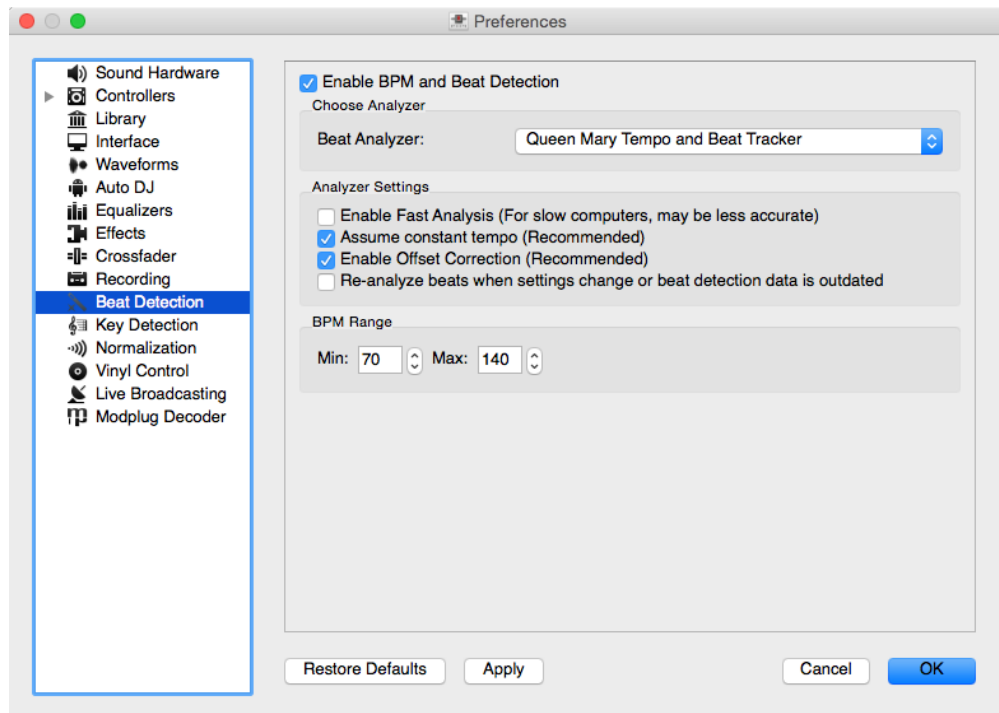 Preferences
Sound Hardware
Controllers
Library
Interface
Waveforms
Auto DJ
Equalizers
Effects
Crossfader
Recording
Beat Detection
Key Detection
Normalization
Vinyl Control
Live Broadcasting
Modplug Decoder
Enable BPM and Beat Detection
Choose Analyzer
Beat Analyzer: Queen Mary Tempo and Beat Tracker
Analyzer Settings
Enable Fast Analysis (For slow computers, may be less accurate)
Assume constant tempo (Recommended)
Enable Offset Correction (Recommended)
Re-analyze beats when settings change or beat detection data is outdated
BPM Range
Min: 70 Max: 140
Restore Defaults Apply Cancel OK